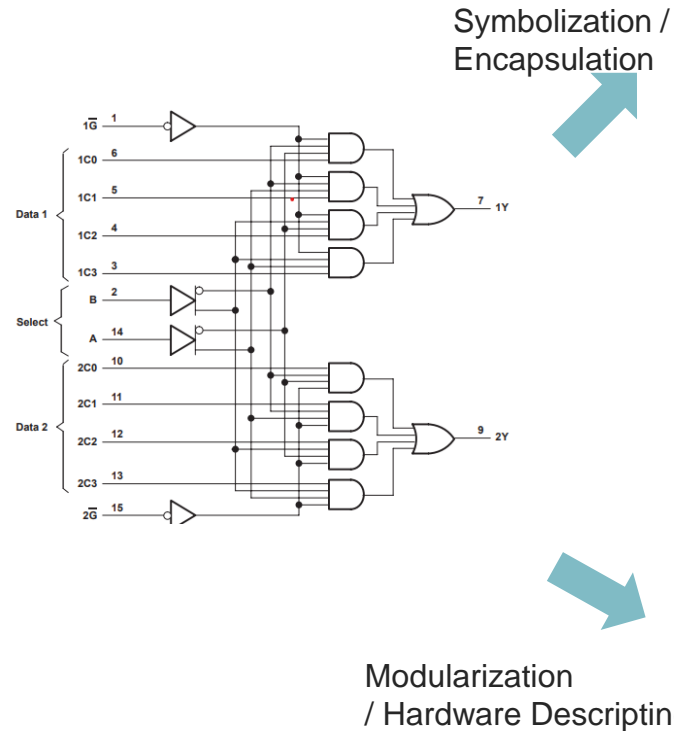 Symbolization /
Encapsulation
1G̅ 1
1C0 6
1C1 5
Data 1
1C2 4
1C3 3
B 2
Select
A 14
2C0 10
2C1 11
Data 2
2C2 12
2C3 13
2G̅ 15
7 1Y
9 2Y
Modularization
/ Hardware Descriptin